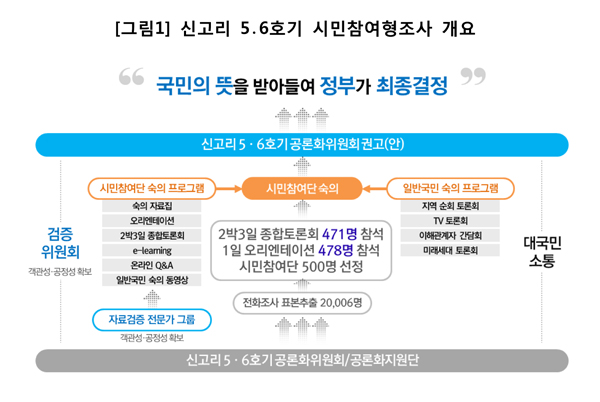 [그림1] 신고리 5.6호기 시민참여형조사 개요
“ 국민의 뜻을 받아들여 정부가 최종결정 ”
신고리 5·6호기 공론화위원회 권고(안)
시민참여단 숙의 프로그램
숙의 자료집
오리엔테이션
2박3일 종합토론회
e-learning
온라인 Q&A
일반국민 숙의 동영상
시민참여단 숙의
일반국민 숙의 프로그램
지역 순회 토론회
TV 토론회
이해관계자 간담회
미래세대 토론회
검증
위원회
객관성·공정성 확보
2박3일 종합토론회 471명 참석
1일 오리엔테이션 478명 참석
시민참여단 500명 선정
대국민
소통
전화조사 표본추출 20,006명
자료검증 전문가 그룹
객관성·공정성 확보
신고리 5·6호기 공론화위원회/공론화지원단